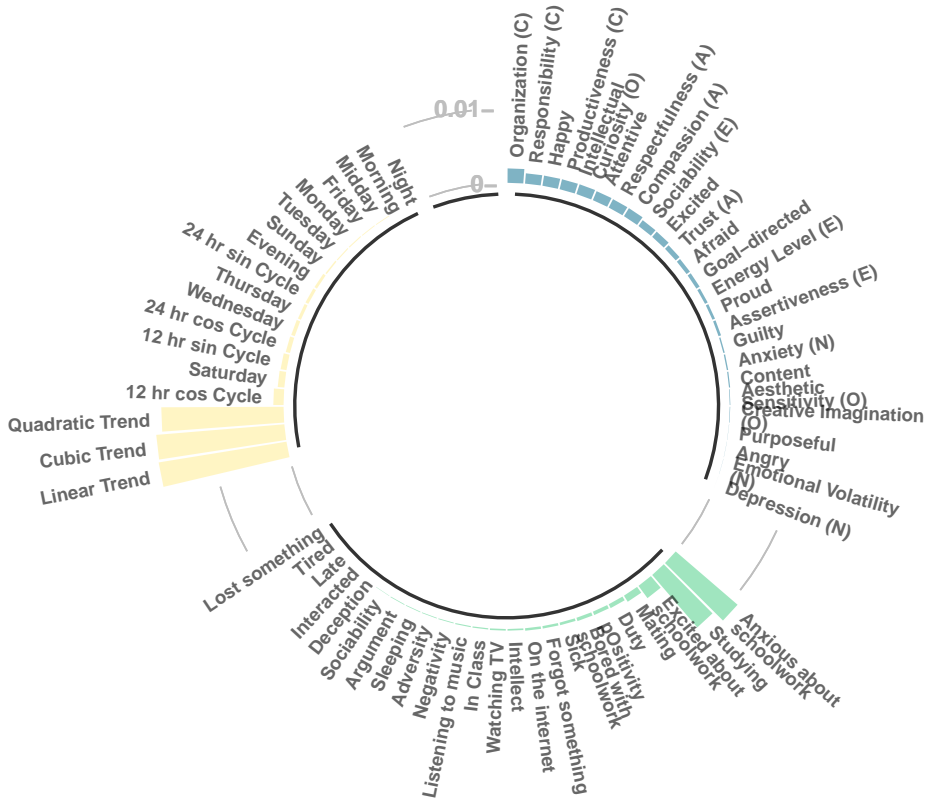 0.01
0
Organization (C)
Responsibility (C)
Happy
Productiveness (C)
Intellectual
Curiosity (O)
Attentive
Respectfulness (A)
Compassion (A)
Sociability (E)
Excited
Trust (A)
Afraid
Goal–directed
Energy Level (E)
Proud
Assertiveness (E)
Guilty
Anxiety (N)
Content
Aesthetic
Sensitivity (O)
Creative Imagination
(O)
Purposeful
Angry
Emotional Volatility
(N)
Depression (N)
Anxious about
schoolwork
Studying
Excited about
schoolwork
Mating
Duty
pOsitivity
Bored with
schoolwork
Sick
Forgot something
On the internet
Intellect
Watching TV
In Class
Listening to music
Negativity
Adversity
Sleeping
Argument
Sociability
Deception
Interacted
Late
Tired
Lost something
Linear Trend
Cubic Trend
Quadratic Trend
12 hr cos Cycle
Saturday
12 hr sin Cycle
24 hr cos Cycle
Wednesday
Thursday
24 hr sin Cycle
Evening
Sunday
Tuesday
Monday
Friday
Midday
Morning
Night